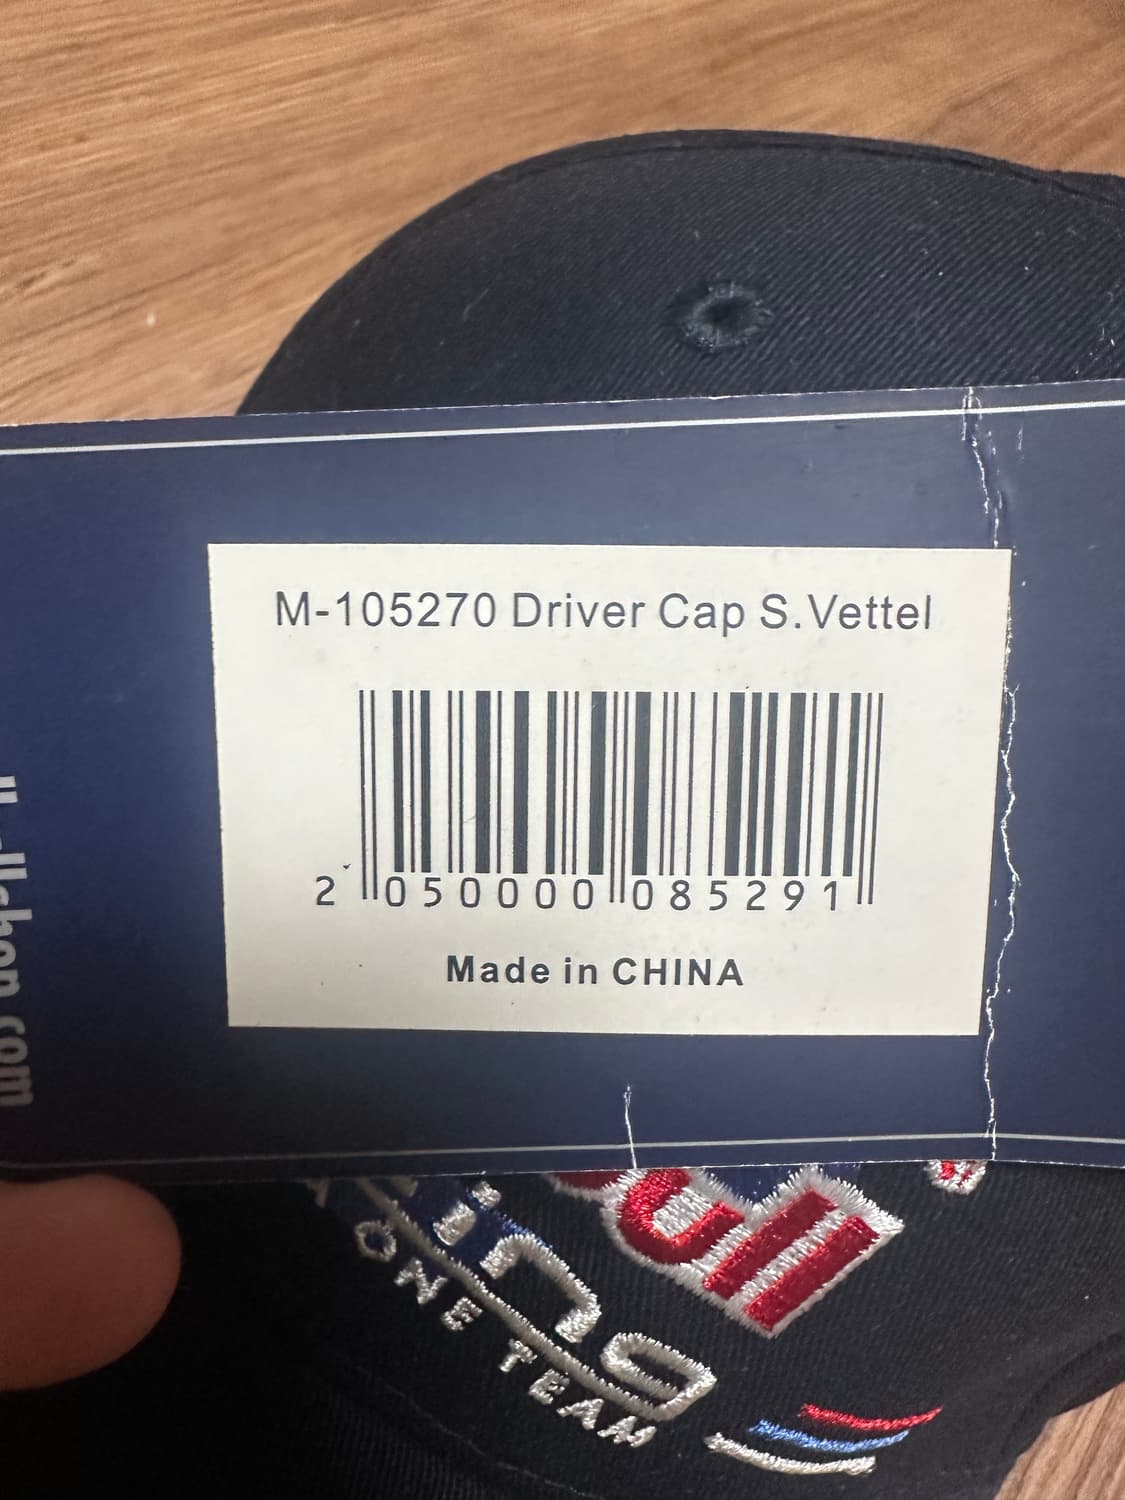 M-105270 Driver Cap S.Vettel
2 050000 085291
Made in CHINA
ONE TEAM